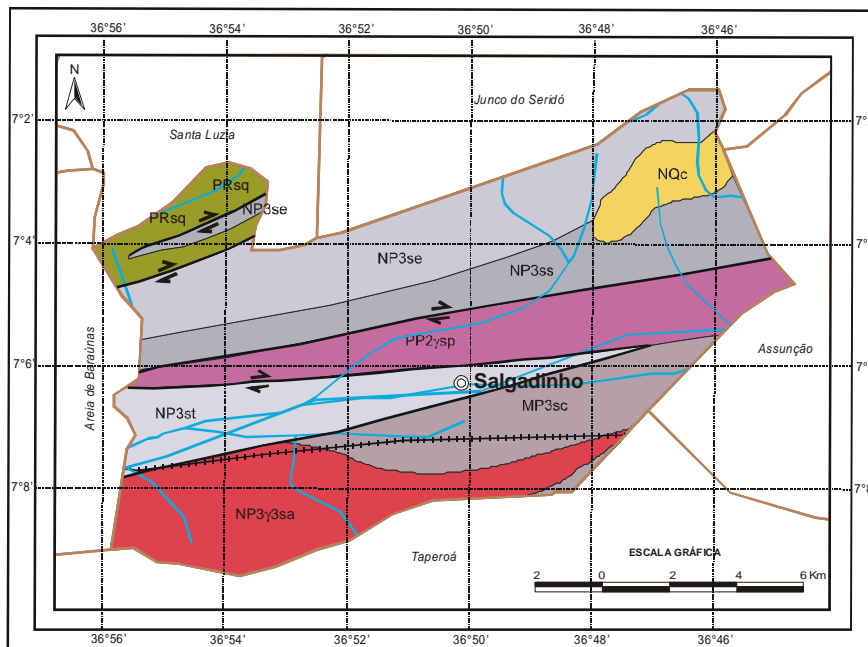 36°56' 36°54' 36°52' 36°50' 36°48' 36°46'
N
Junco do Seridó
7°2' 7°
Santa Luzia
NQc
PRsq
PRsq
NP3se
7°4' 7°
NP3se
NP3ss
PP2γsp
Assunção
7°6' 7°
Areia de Baraúnas
Salgadinho
NP3st
MP3sc
7°8' 7°8
NP3γ3sa
Taperoá
ESCALA GRÁFICA
2 0 2 4 6 Km
36°56' 36°54' 36°52' 36°50' 36°48' 36°46'